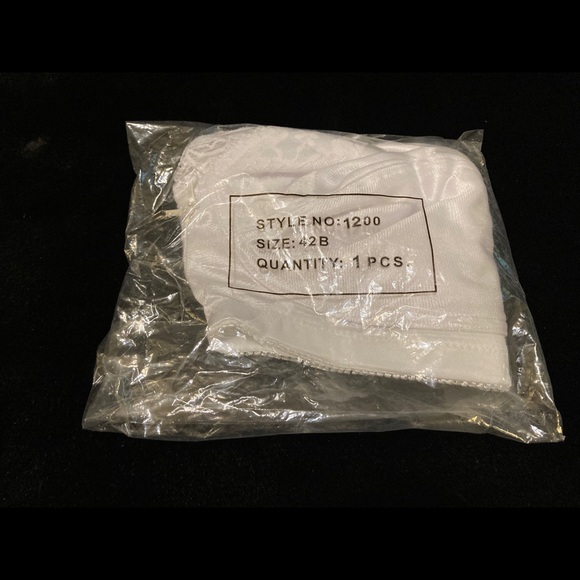 STYLE NO:1200
SIZE:42B
QUANTITY: 1 PCS.